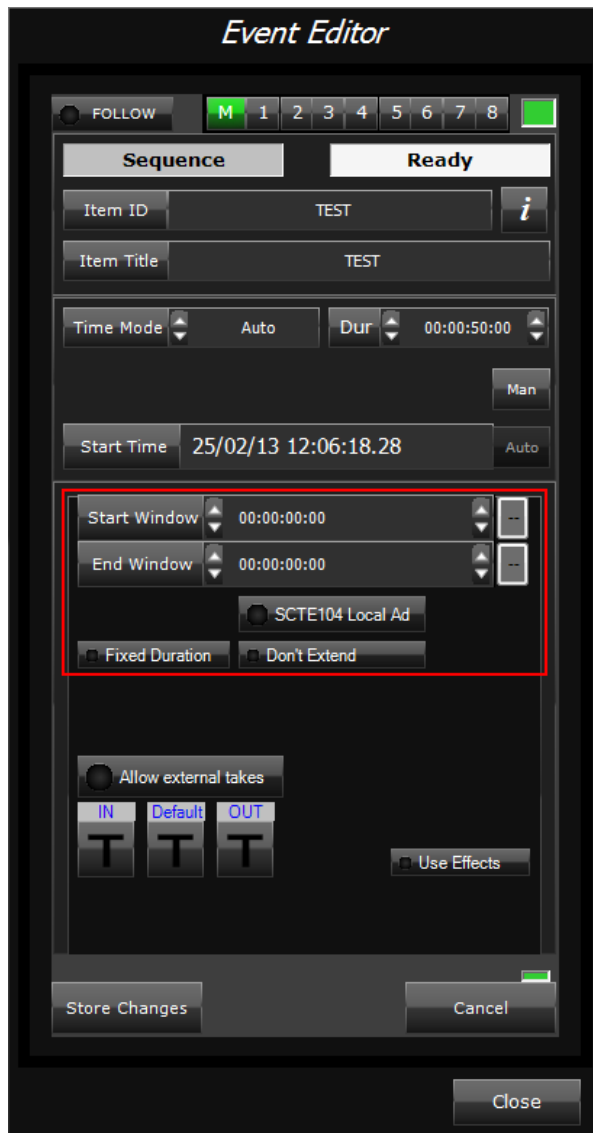 Event Editor
FOLLOW M 1 2 3 4 5 6 7 8
Sequence Ready
Item ID TEST i
Item Title TEST
Time Mode Auto Dur 00:00:50:00
Man
Start Time 25/02/13 12:06:18.28 Auto
Start Window 00:00:00:00 --
End Window 00:00:00:00 --
SCTE104 Local Ad
Fixed Duration Don't Extend
Allow external takes
IN Default OUT
T T T
Use Effects
Store Changes Cancel
Close